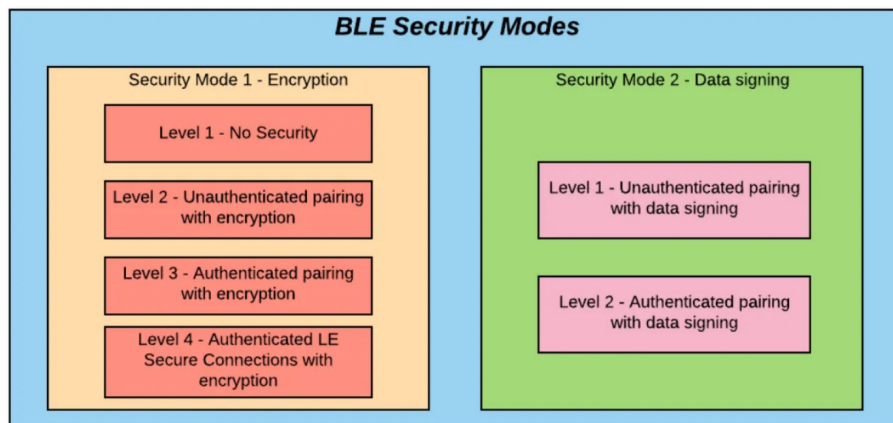 BLE Security Modes
Security Mode 1 - Encryption
Level 1 - No Security
Level 2 - Unauthenticated pairing
with encryption
Level 3 - Authenticated pairing
with encryption
Level 4 - Authenticated LE
Secure Connections with
encryption
Security Mode 2 - Data signing
Level 1 - Unauthenticated pairing
with data signing
Level 2 - Authenticated pairing
with data signing